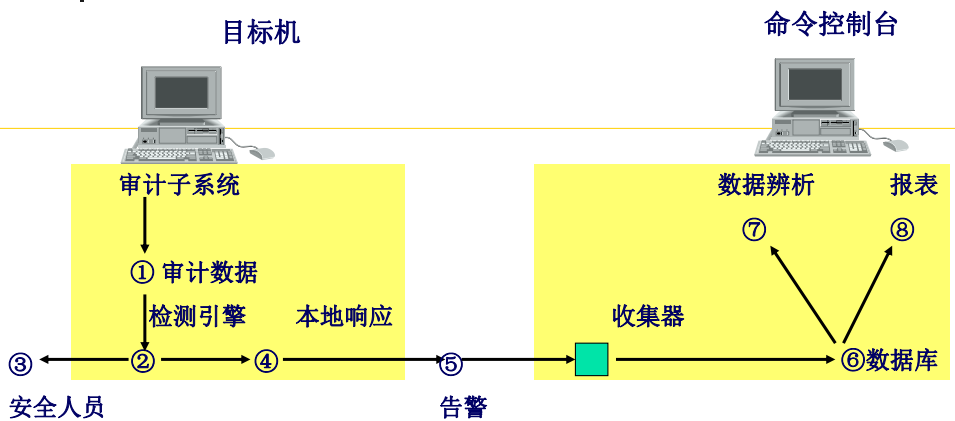 目标机
命令控制台
审计子系统
数据辨析
报表
⑦
⑧
①审计数据
检测引擎
本地响应
收集器
③
②
④
⑤
⑥数据库
安全人员
告警